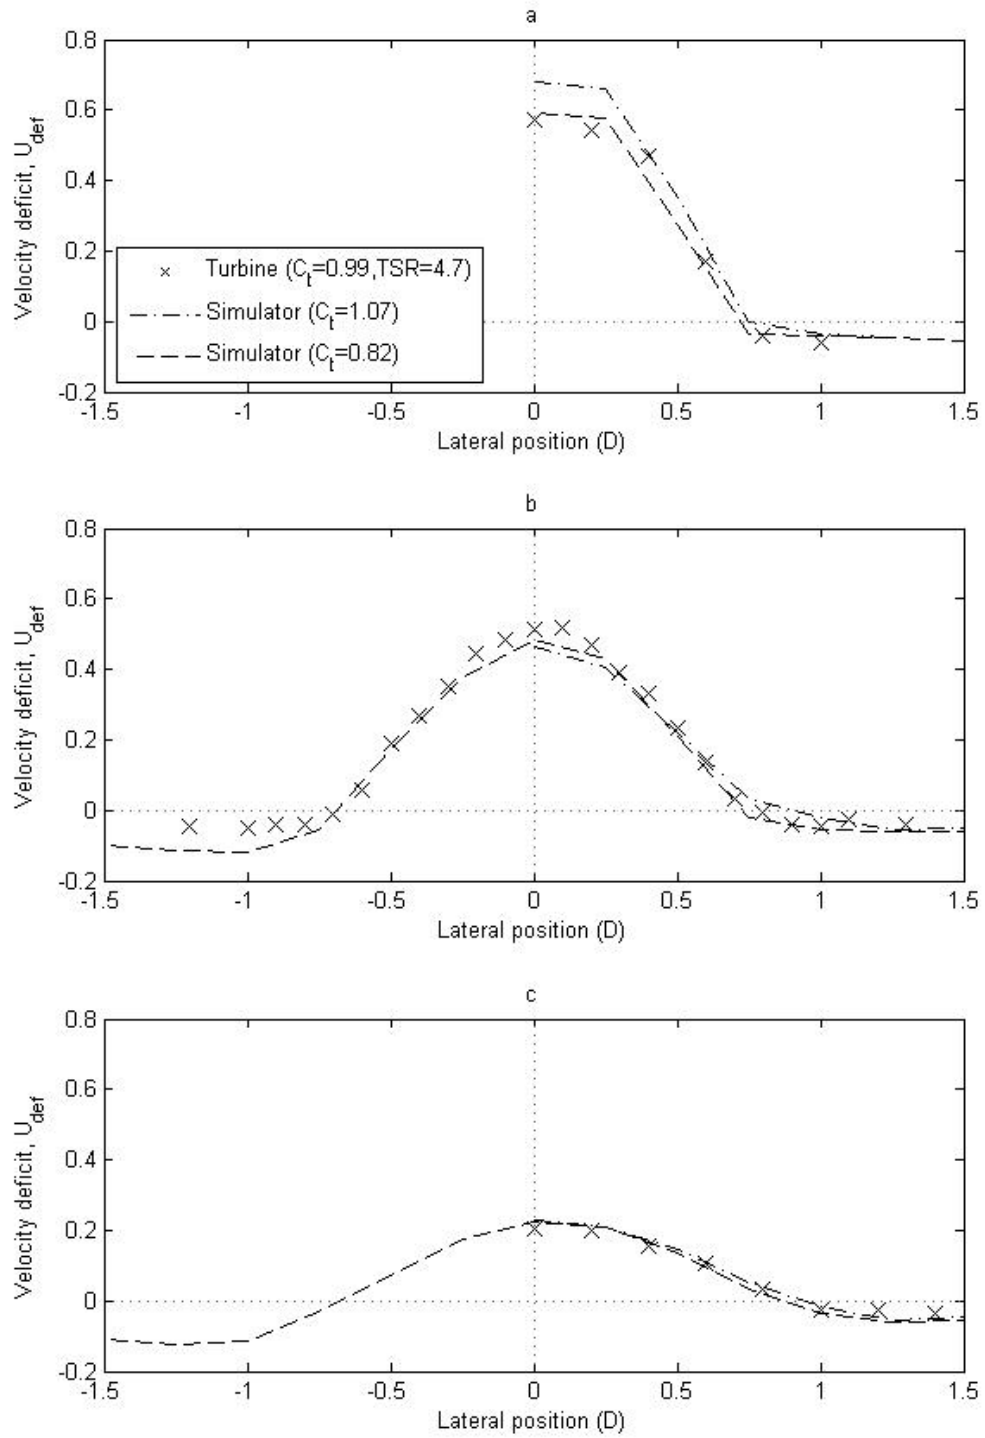 a
0.8
0.6
0.4
0.2
0
-0.2
Velocity deficit, U_def
× Turbine (C_t=0.99,TSR=4.7)
Simulator (C_t=1.07)
Simulator (C_t=0.82)
-1.5 -1 -0.5 0 0.5 1 1.5
Lateral position (D)
b
0.8
0.6
0.4
0.2
0
-0.2
Velocity deficit, U_def
-1.5 -1 -0.5 0 0.5 1 1.5
Lateral position (D)
c
0.8
0.6
0.4
0.2
0
-0.2
Velocity deficit, U_def
-1.5 -1 -0.5 0 0.5 1 1.5
Lateral position (D)